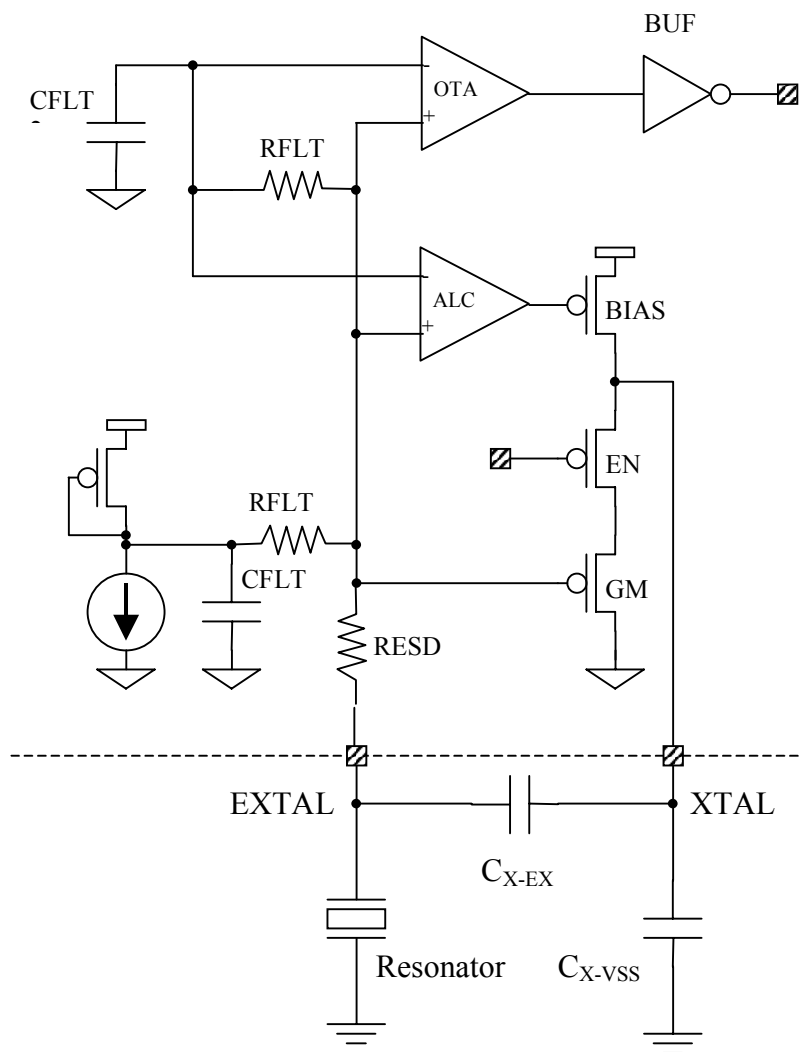 BUF
CFLT
-
OTA
+
RFLT
-
ALC
+
BIAS
EN
RFLT
CFLT
GM
RESD
EXTAL
XTAL
CX-EX
Resonator
CX-VSS